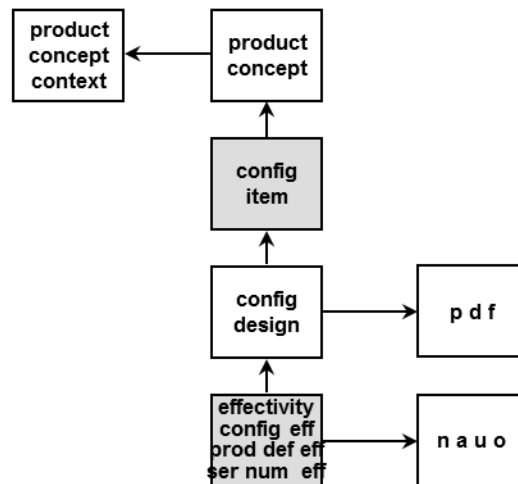 product
concept
context
product
concept
config
item
config
design
p d f
effectivity
config eff
prod def eff
ser num eff
n a u o